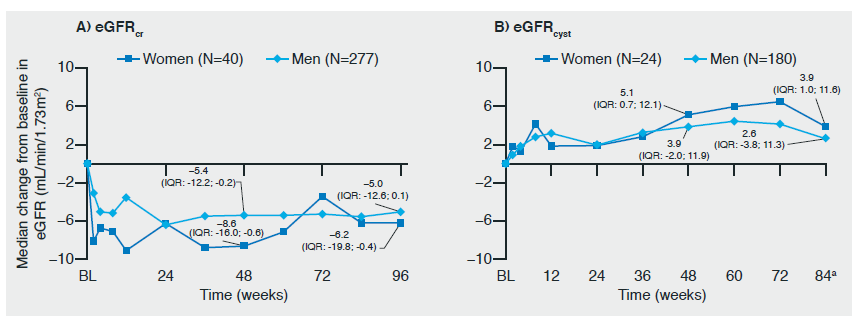 A) eGFRcr
Women (N=40) Men (N=277)
Median change from baseline in
eGFR (mL/min/1.73m²)
10
6
2
−2
−6
−10
−5.4
(IQR: -12.2; -0.2)
−8.6
(IQR: -16.0; -0.6)
−5.0
(IQR: -12.6; 0.1)
−6.2
(IQR: -19.8; -0.4)
BL 24 48 72 96
Time (weeks)
B) eGFRcyst
Women (N=24) Men (N=180)
10
6
2
−2
−6
−10
5.1
(IQR: 0.7; 12.1)
3.9
(IQR: -2.0; 11.9)
3.9
(IQR: 1.0; 11.6)
2.6
(IQR: -3.8; 11.3)
BL 12 24 36 48 60 72 84ᵃ
Time (weeks)